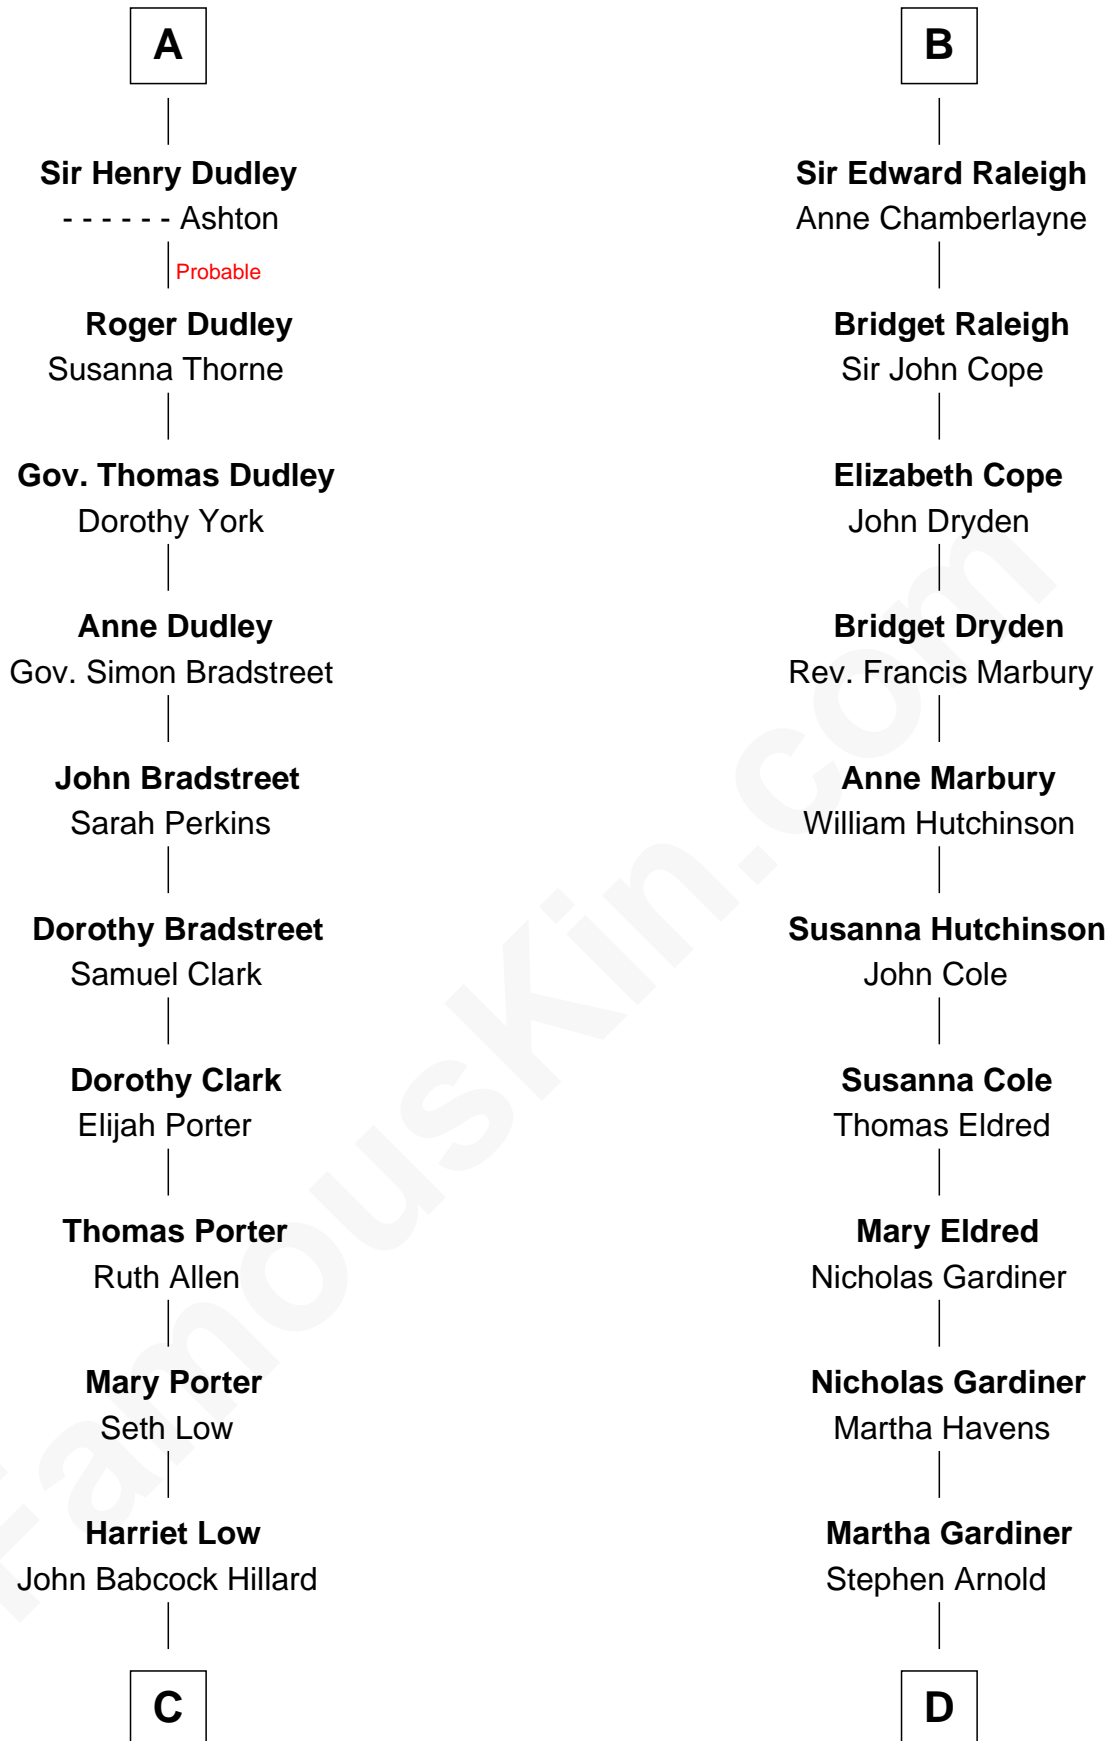 A
Sir Henry Dudley
- - - - - - Ashton
Probable
Roger Dudley
Susanna Thorne
Gov. Thomas Dudley
Dorothy York
Anne Dudley
Gov. Simon Bradstreet
John Bradstreet
Sarah Perkins
Dorothy Bradstreet
Samuel Clark
Dorothy Clark
Elijah Porter
Thomas Porter
Ruth Allen
Mary Porter
Seth Low
Harriet Low
John Babcock Hillard
C
B
Sir Edward Raleigh
Anne Chamberlayne
Bridget Raleigh
Sir John Cope
Elizabeth Cope
John Dryden
Bridget Dryden
Rev. Francis Marbury
Anne Marbury
William Hutchinson
Susanna Hutchinson
John Cole
Susanna Cole
Thomas Eldred
Mary Eldred
Nicholas Gardiner
Nicholas Gardiner
Martha Havens
Martha Gardiner
Stephen Arnold
D
FamousKin.com